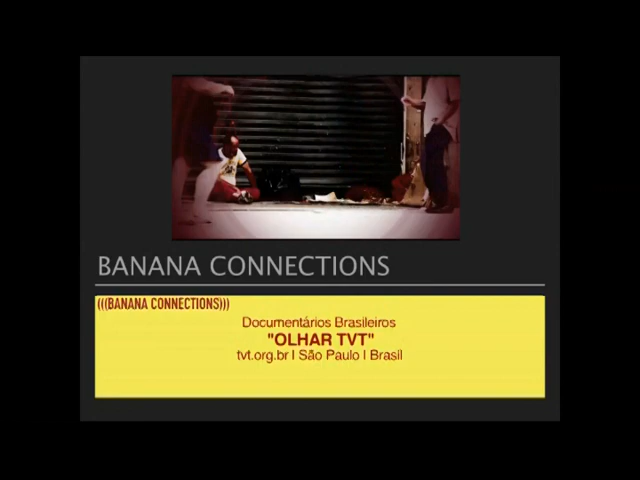 BANANA CONNECTIONS
(((BANANA CONNECTIONS)))
Documentários Brasileiros
"OLHAR TVT"
tvt.org.br I São Paulo I Brasil